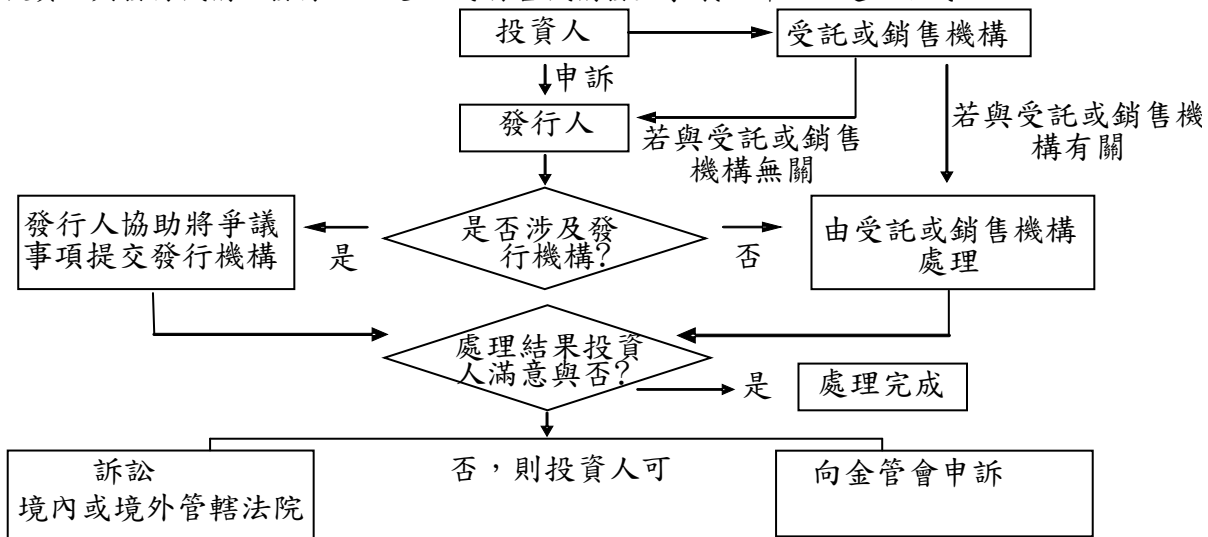 投資人
受託或銷售機構
申訴
發行人
若與受託或銷售
機構無關
若與受託或銷售機
構有關
發行人協助將爭議
事項提交發行機構
是
是否涉及發
行機構?
否
由受託或銷售機構
處理
處理結果投資
人滿意與否?
是
處理完成
訴訟
境內或境外管轄法院
否，則投資人可
向金管會申訴